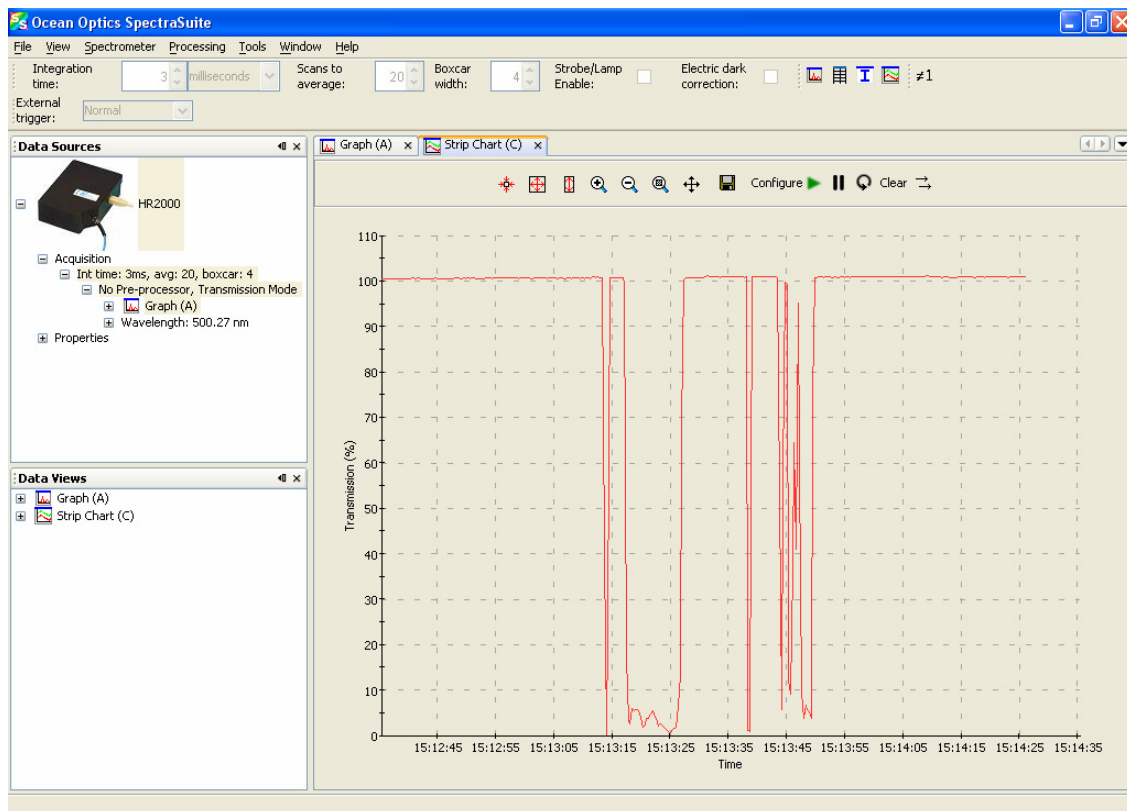 Ocean Optics SpectraSuite
File View Spectrometer Processing Tools Window Help
Integration time: 3 milliseconds Scans to average: 20 Boxcar width: 4 Strobe/Lamp Enable: Electric dark correction: ≠1
External trigger: Normal
Data Sources
HR2000
Acquisition
Int time: 3ms, avg: 20, boxcar: 4
No Pre-processor, Transmission Mode
Graph (A)
Wavelength: 500.27 nm
Properties
Data Views
Graph (A)
Strip Chart (C)
Graph (A) Strip Chart (C)
Configure Clear
110
100
90
80
70
60
50
40
30
20
10
0
Transmission (%)
15:12:45 15:12:55 15:13:05 15:13:15 15:13:25 15:13:35 15:13:45 15:13:55 15:14:05 15:14:15 15:14:25 15:14:35
Time